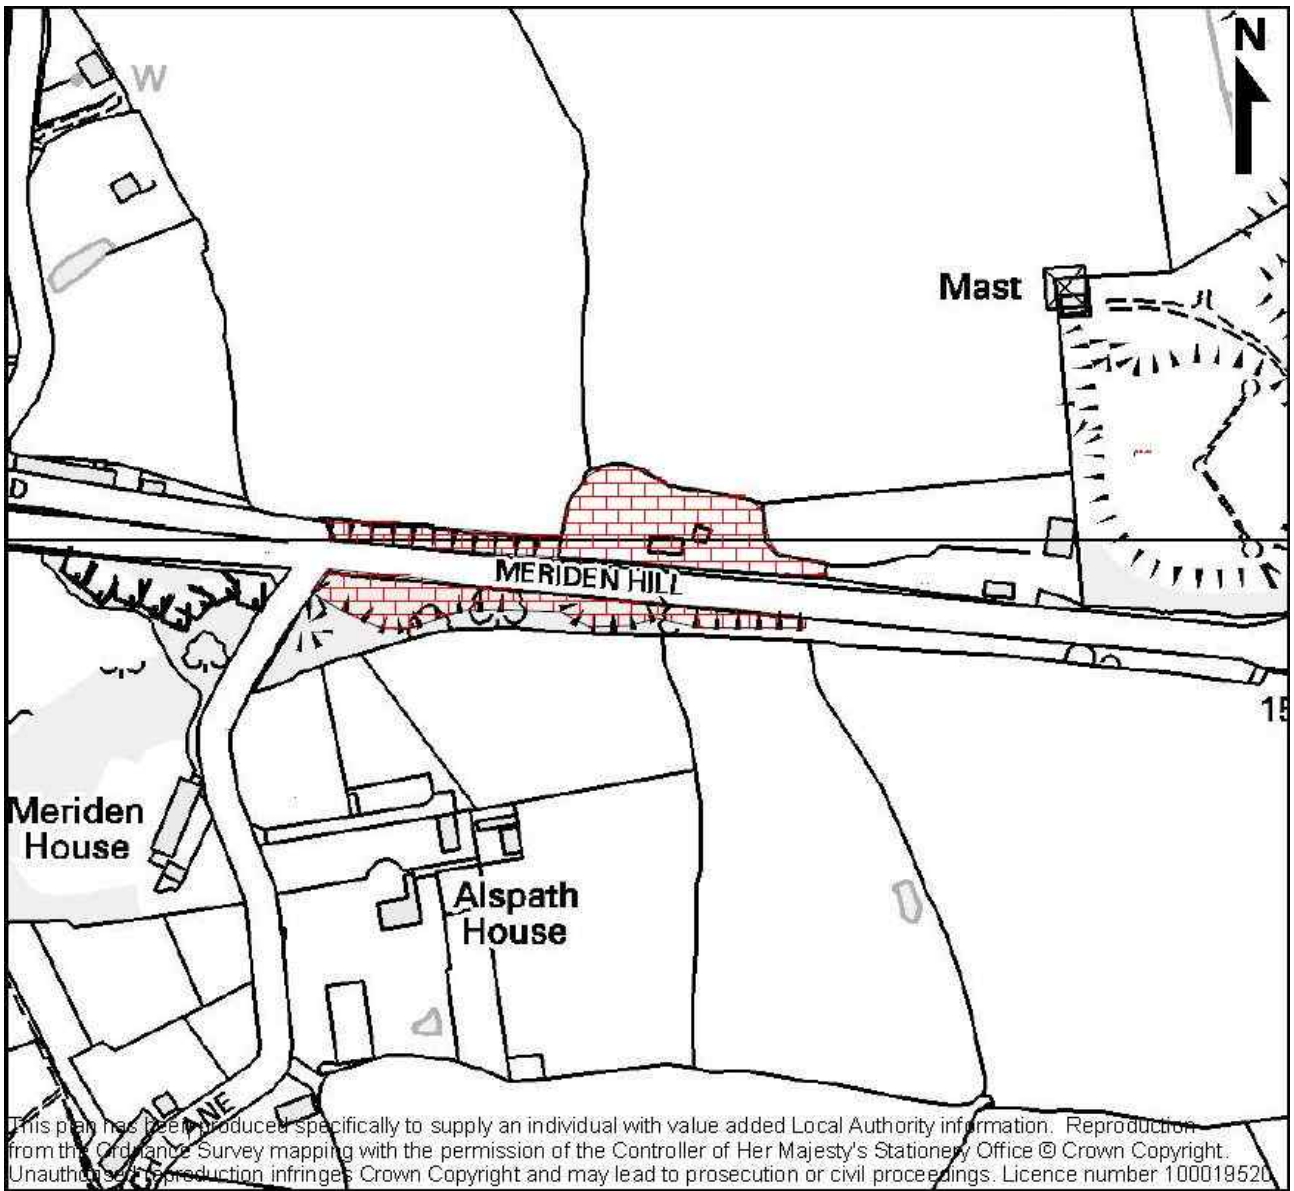 N
W
Mast
D
MERIDEN HILL
15
Meriden
House
Alspath
House
LANE
This plan has been produced specifically to supply an individual with value added Local Authority information. Reproduction
from the Ordnance Survey mapping with the permission of the Controller of Her Majesty's Stationery Office © Crown Copyright.
Unauthorised reproduction infringes Crown Copyright and may lead to prosecution or civil proceedings. Licence number 100019520